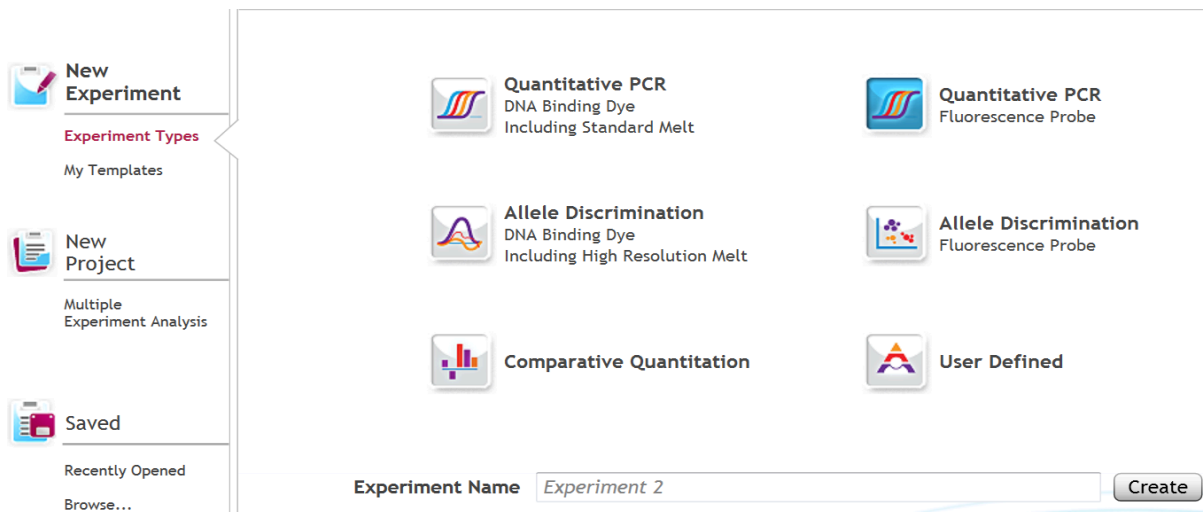 New
Experiment
Experiment Types
My Templates
New
Project
Multiple
Experiment Analysis
Saved
Recently Opened
Browse...
Quantitative PCR
DNA Binding Dye
Including Standard Melt
Quantitative PCR
Fluorescence Probe
Allele Discrimination
DNA Binding Dye
Including High Resolution Melt
Allele Discrimination
Fluorescence Probe
Comparative Quantitation
User Defined
Experiment Name Experiment 2 Create